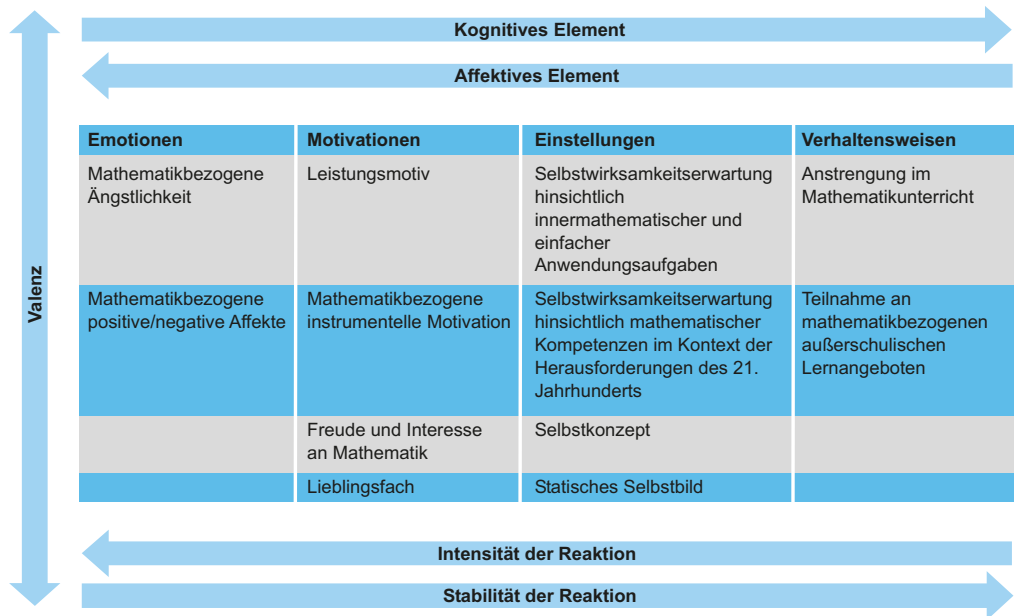 Kognitives Element
Affektives Element
Valenz
Emotionen
Motivationen
Einstellungen
Verhaltensweisen
Mathematikbezogene
Ängstlichkeit
Leistungsmotiv
Selbstwirksamkeitserwartung
hinsichtlich
innermathematischer und
einfacher
Anwendungsaufgaben
Anstrengung im
Mathematikunterricht
Mathematikbezogene
positive/negative Affekte
Mathematikbezogene
instrumentelle Motivation
Selbstwirksamkeitserwartung
hinsichtlich mathematischer
Kompetenzen im Kontext der
Herausforderungen des 21.
Jahrhunderts
Teilnahme an
mathematikbezogenen
außerschulischen
Lernangeboten
Freude und Interesse
an Mathematik
Selbstkonzept
Lieblingsfach
Statisches Selbstbild
Intensität der Reaktion
Stabilität der Reaktion